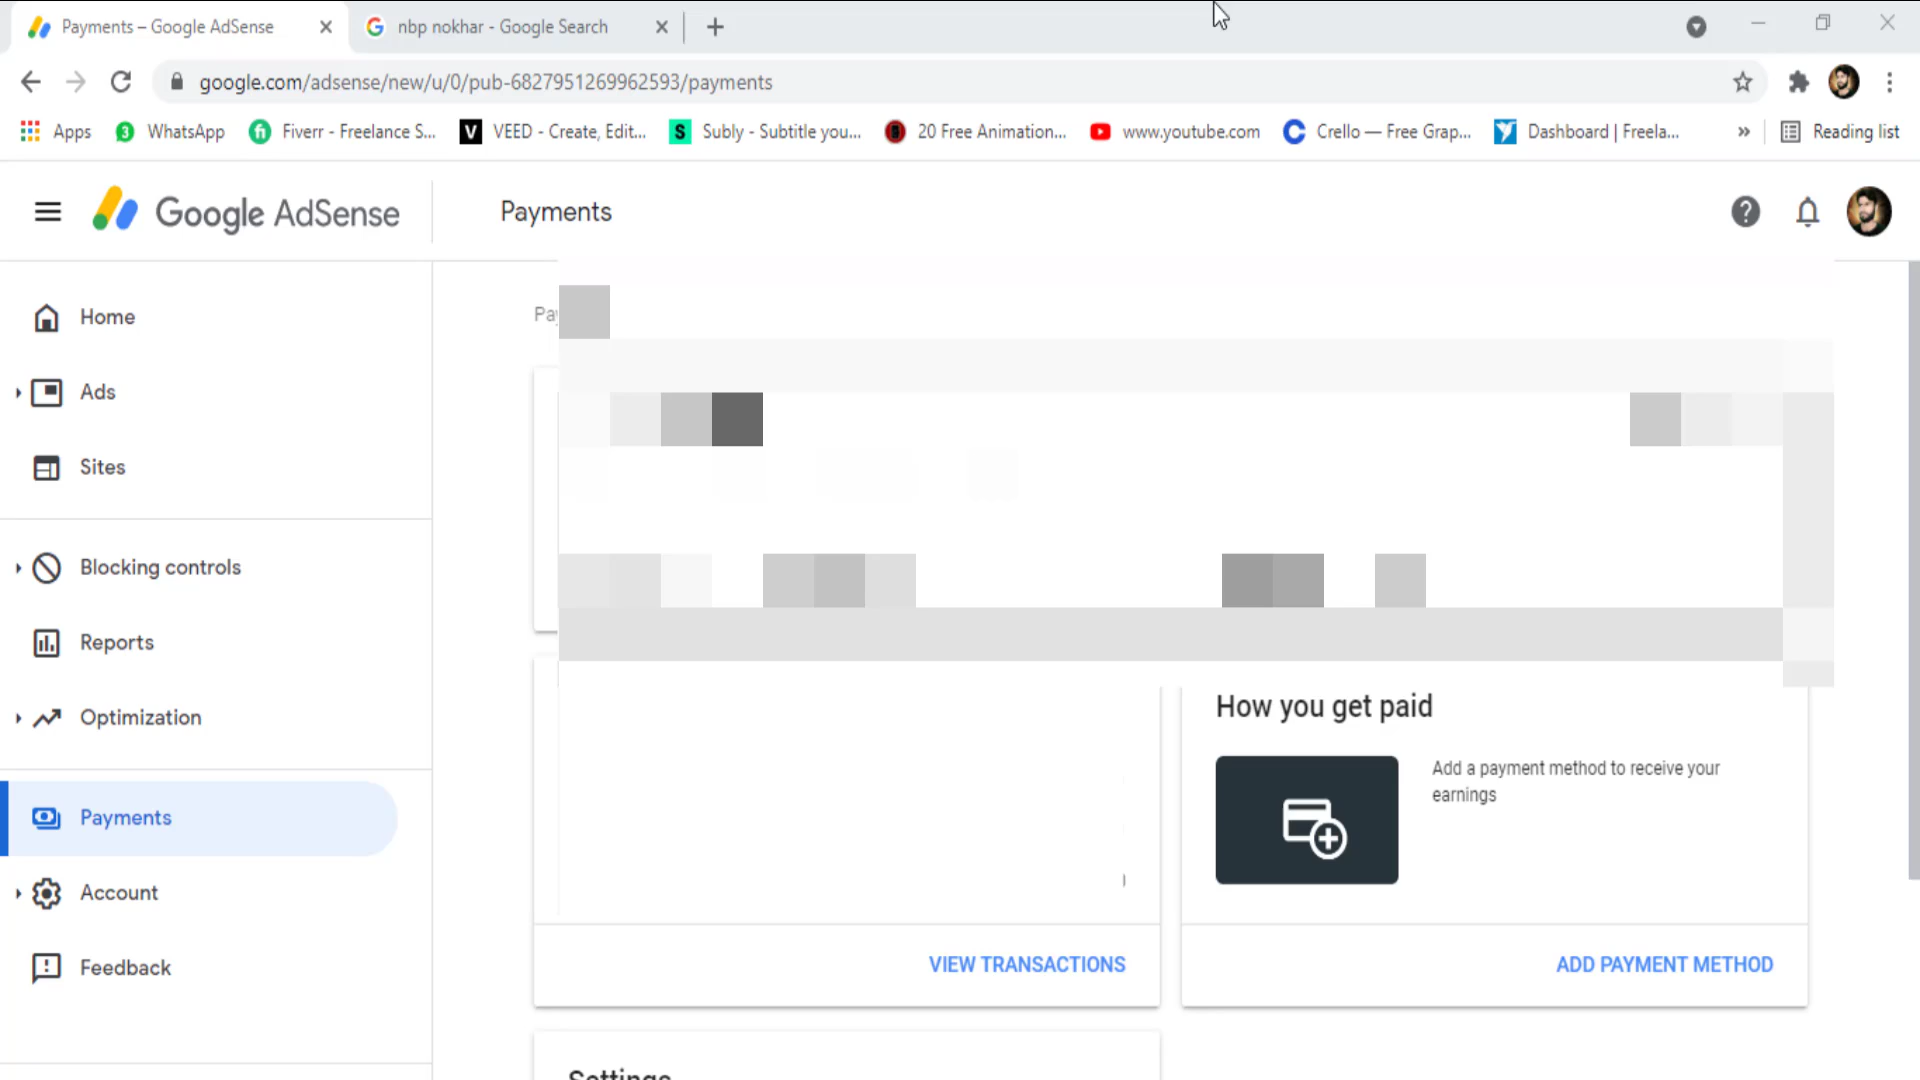 Payments – Google AdSense
nbp nokhar - Google Search
google.com/adsense/new/u/0/pub-6827951269962593/payments
Apps
3
WhatsApp
fi
Fiverr - Freelance S...
V
VEED - Create, Edit...
S
Subly - Subtitle you...
20 Free Animation...
www.youtube.com
Crello — Free Grap...
Dashboard | Freela...
»
Reading list
Google AdSense
Payments
Home
Ads
Sites
Blocking controls
Reports
Optimization
Payments
Account
Feedback
How you get paid
Add a payment method to receive your
earnings
VIEW TRANSACTIONS
ADD PAYMENT METHOD
Settings